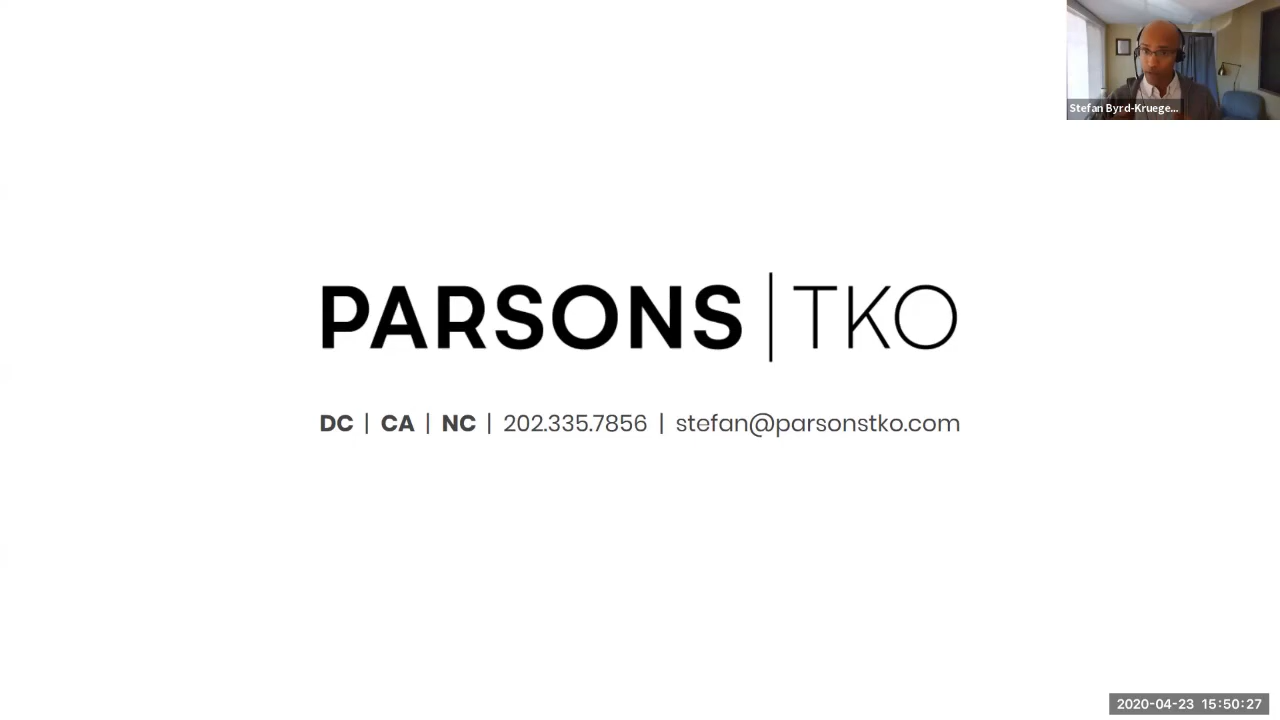 Stefan Byrd-Kruege...
PARSONS | TKO
DC | CA | NC | 202.335.7856 | stefan@parsonstko.com
2020-04-23 15:50:27